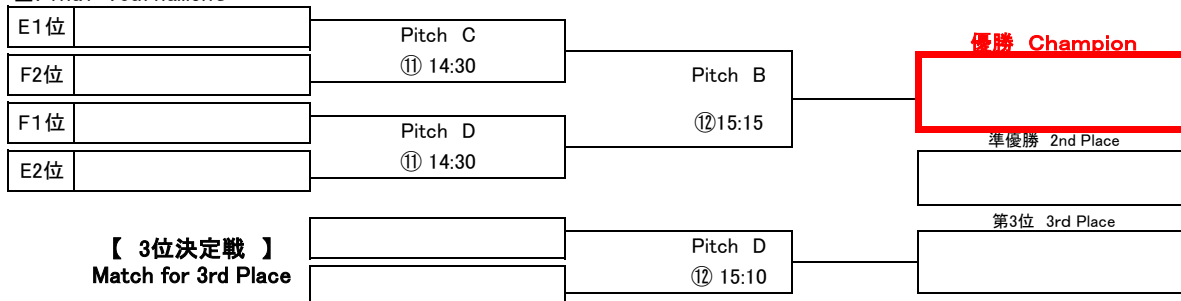 E1位
Pitch C
⑪ 14:30
F2位
F1位
Pitch D
⑪ 14:30
E2位
Pitch B
⑫15:15
優勝 Champion
準優勝 2nd Place
第3位 3rd Place
【 3位決定戦 】
Match for 3rd Place
Pitch D
⑫ 15:10